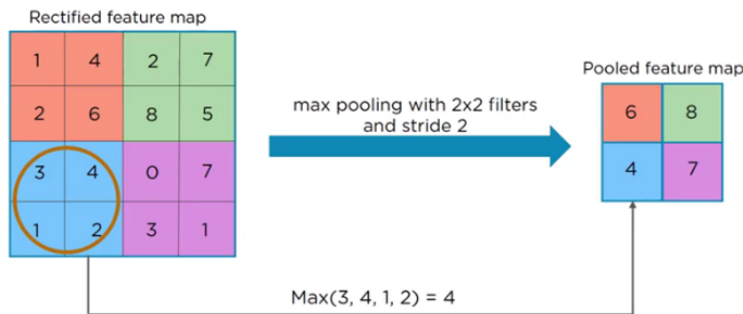 Rectified feature map
1 4 2 7
2 6 8 5
3 4 0 7
1 2 3 1
max pooling with 2x2 filters
and stride 2
Pooled feature map
6 8
4 7
Max(3, 4, 1, 2) = 4